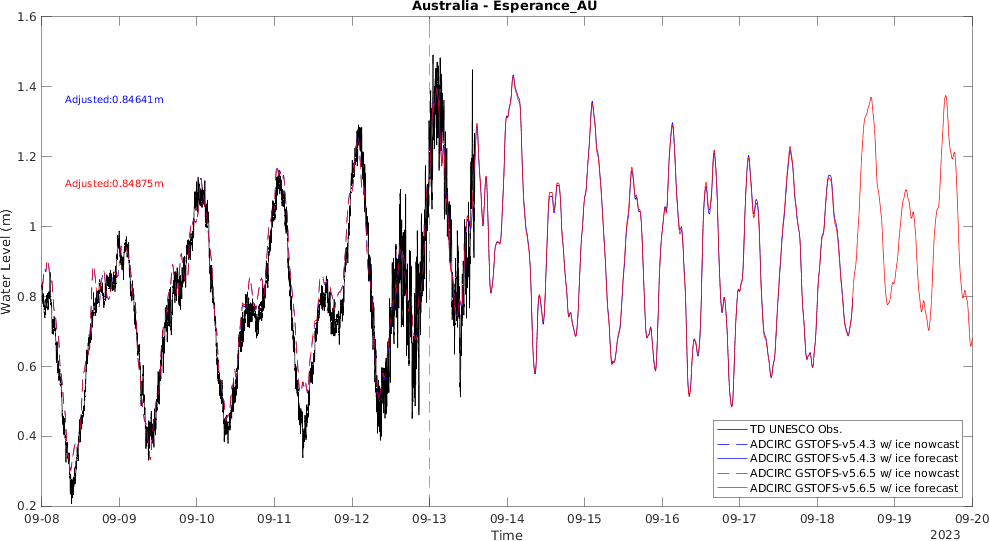 Australia - Esperance_AU
1.6
1.4
1.2
1
0.8
0.6
0.4
0.2
Water Level (m)
Adjusted:0.84641m
Adjusted:0.84875m
TD UNESCO Obs.
ADCIRC GSTOFS-v5.4.3 w/ ice nowcast
ADCIRC GSTOFS-v5.4.3 w/ ice forecast
ADCIRC GSTOFS-v5.6.5 w/ ice nowcast
ADCIRC GSTOFS-v5.6.5 w/ ice forecast
09-08 09-09 09-10 09-11 09-12 09-13 09-14 09-15 09-16 09-17 09-18 09-19 09-20
Time
2023